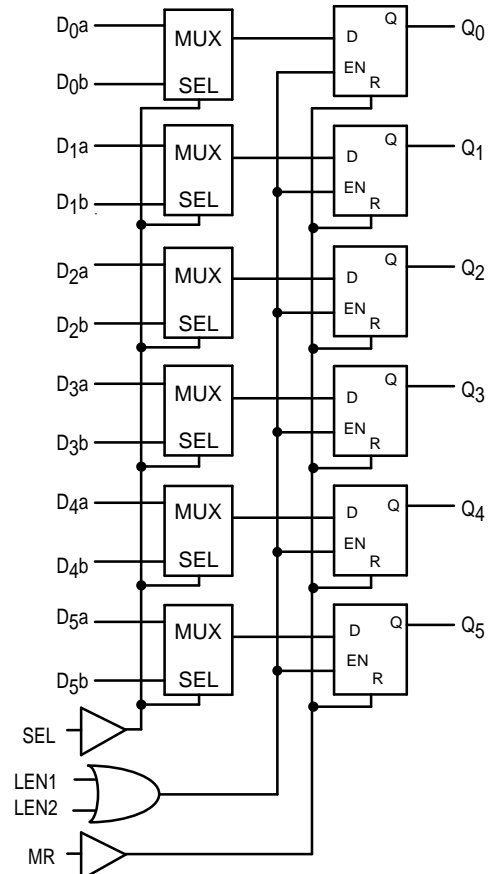 D0a
MUX
D
Q
Q0
D0b
SEL
EN
R
D1a
MUX
D
Q
Q1
D1b
SEL
EN
R
D2a
MUX
D
Q
Q2
D2b
SEL
EN
R
D3a
MUX
D
Q
Q3
D3b
SEL
EN
R
D4a
MUX
D
Q
Q4
D4b
SEL
EN
R
D5a
MUX
D
Q
Q5
D5b
SEL
EN
R
SEL
LEN1
LEN2
MR